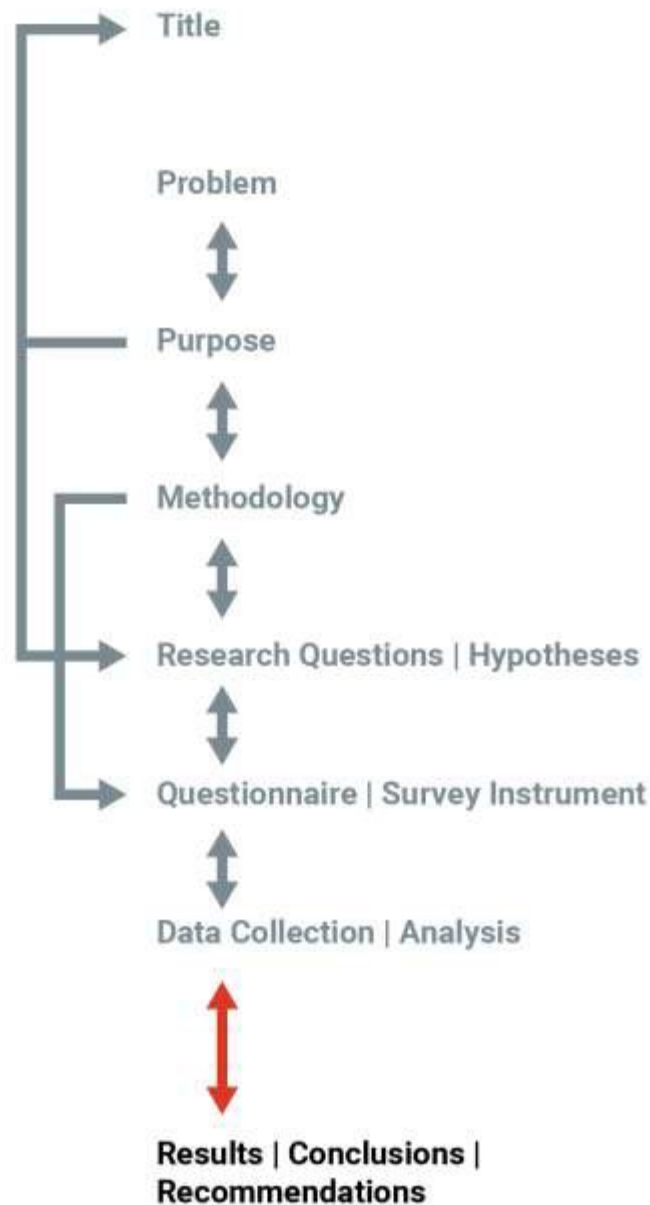 Title
Problem
Purpose
Methodology
Research Questions | Hypotheses
Questionnaire | Survey Instrument
Data Collection | Analysis
Results | Conclusions |
Recommendations